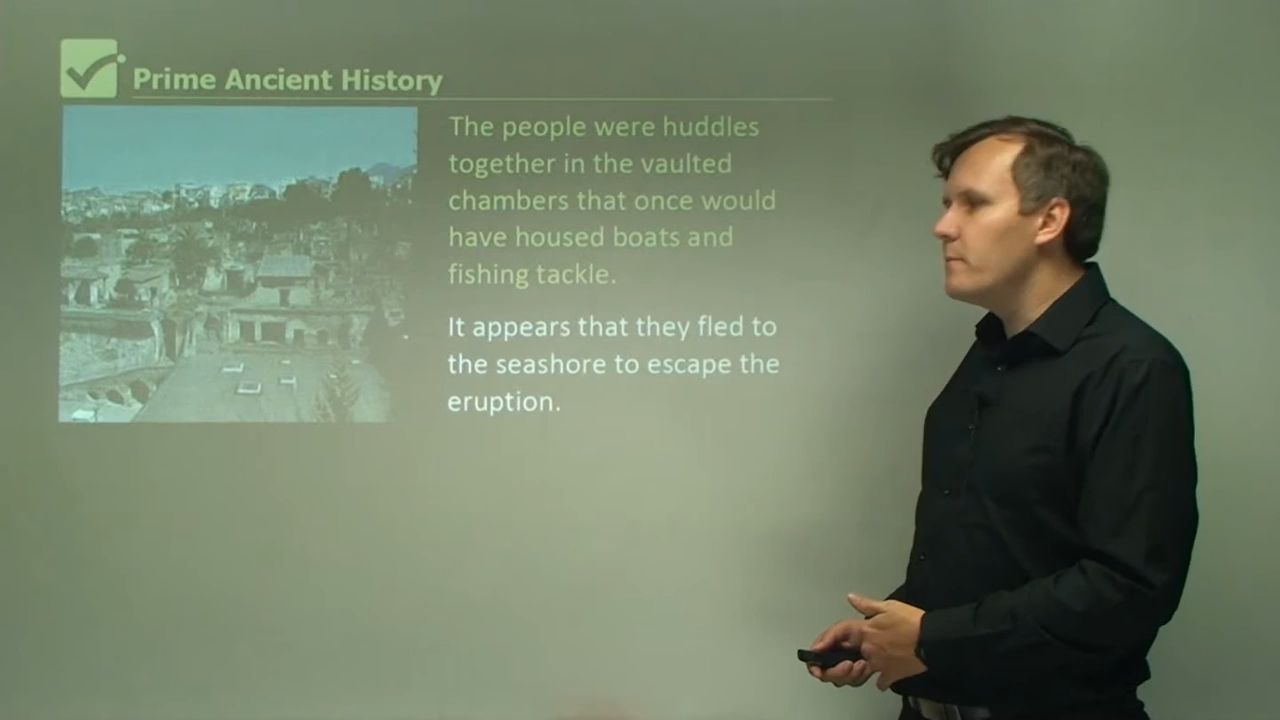 Prime Ancient History
The people were huddles
together in the vaulted
chambers that once would
have housed boats and
fishing tackle.
It appears that they fled to
the seashore to escape the
eruption.